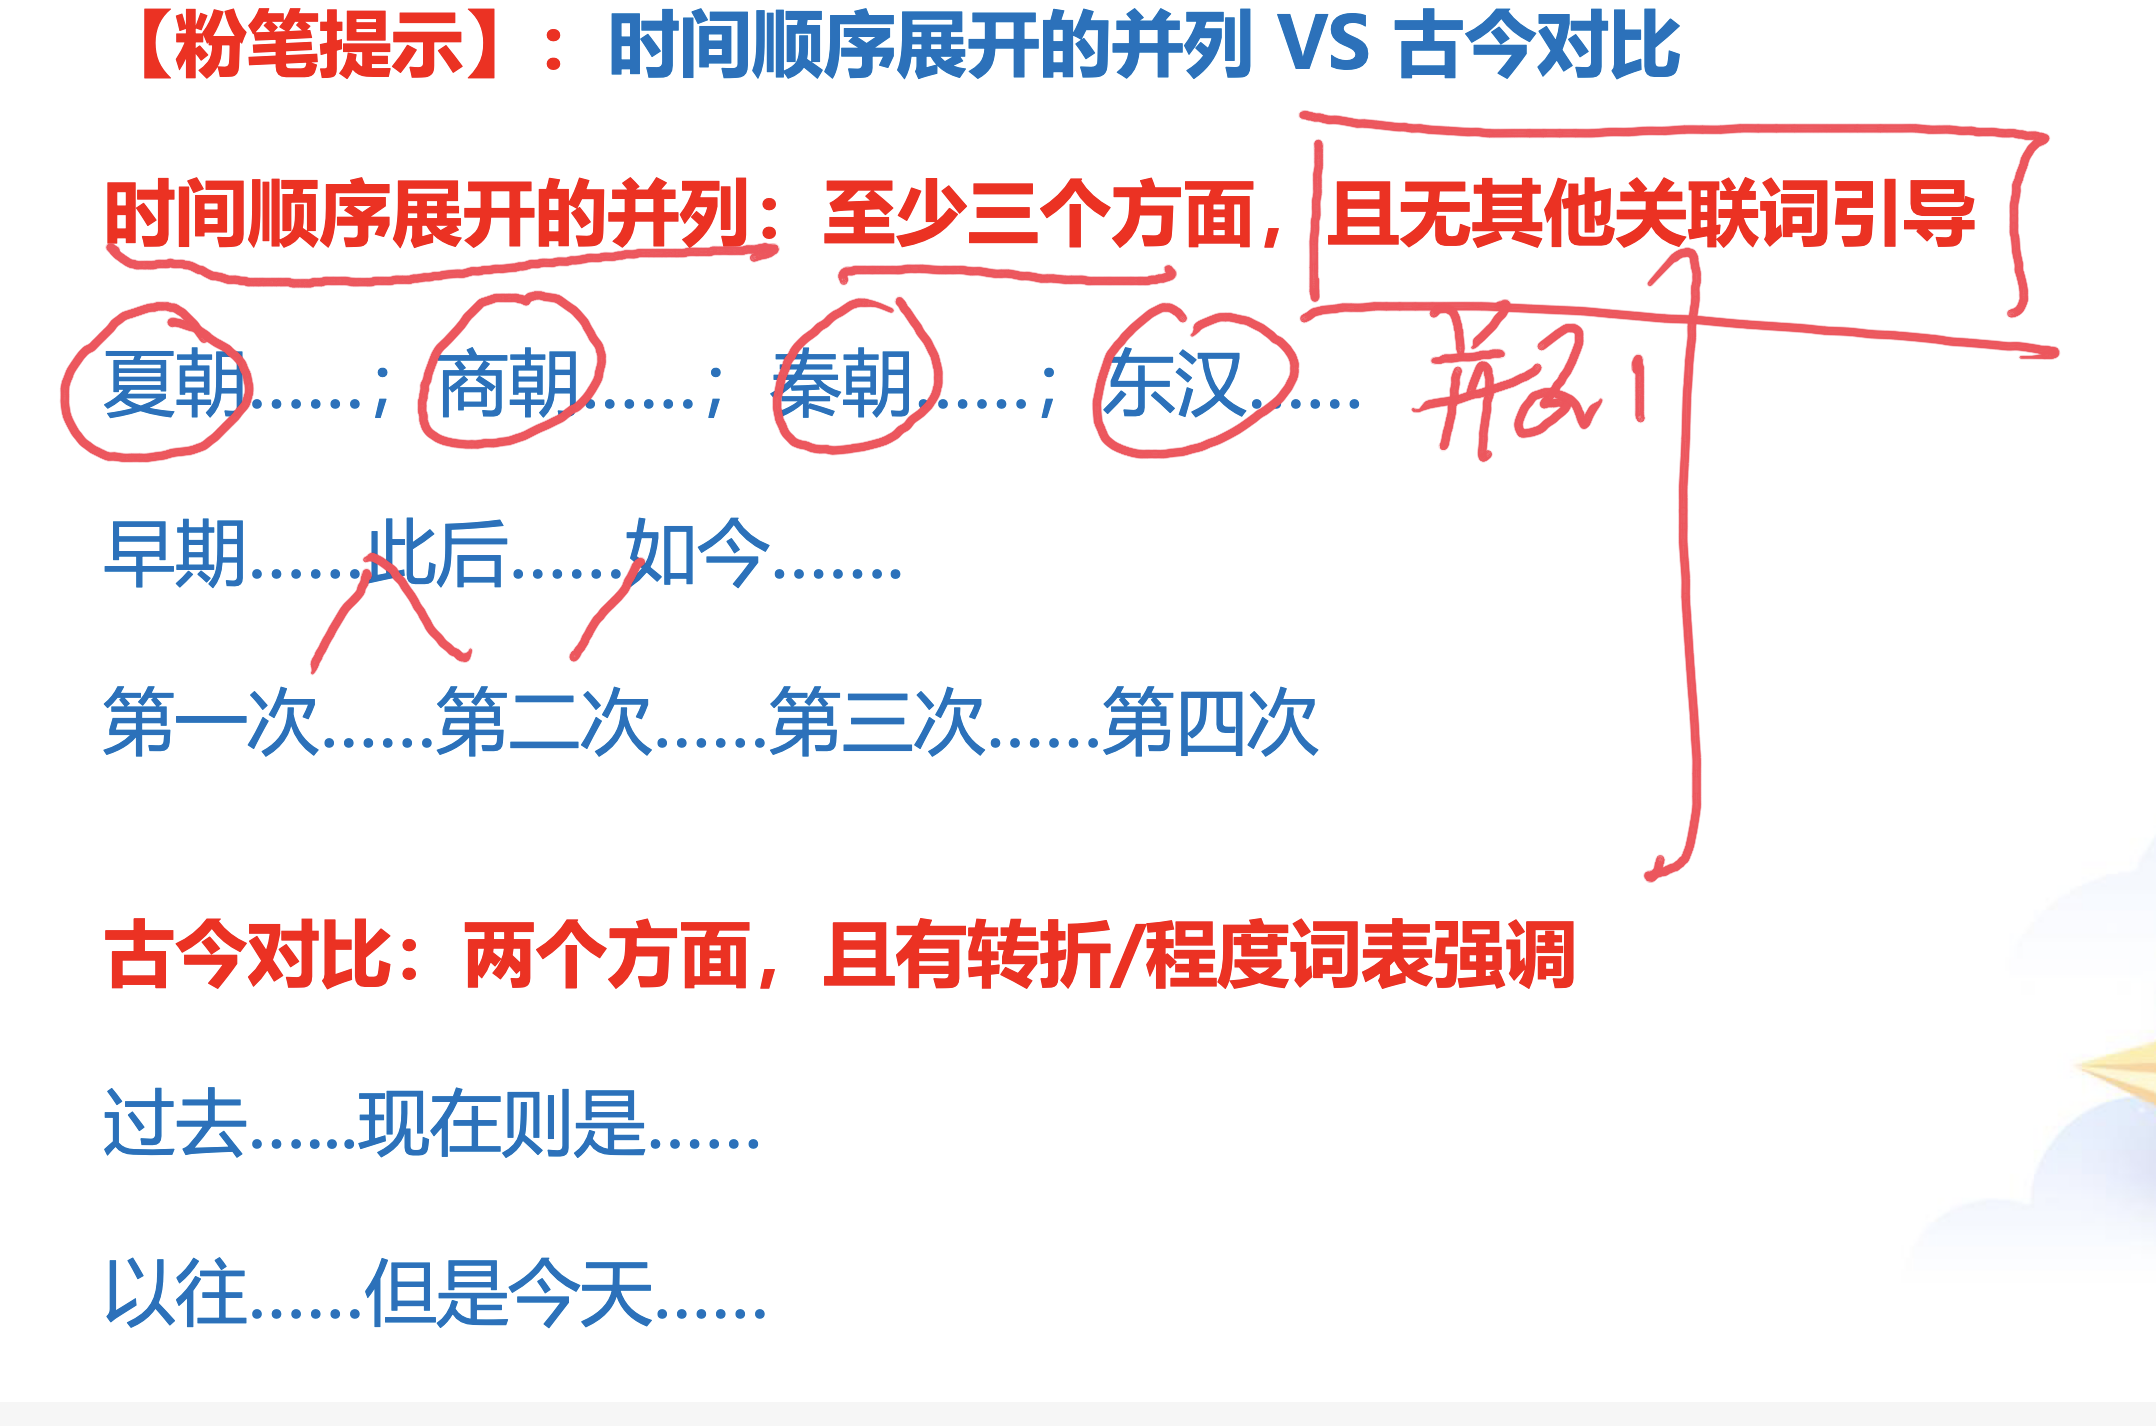 【粉笔提示】：时间顺序展开的并列 VS 古今对比
时间顺序展开的并列：至少三个方面，且无其他关联词引导
夏朝……；商朝……；秦朝……；东汉……
早期……此后……如今.......
第一次……第二次……第三次……第四次
古今对比：两个方面，且有转折/程度词表强调
过去……现在则是……
以往……但是今天……